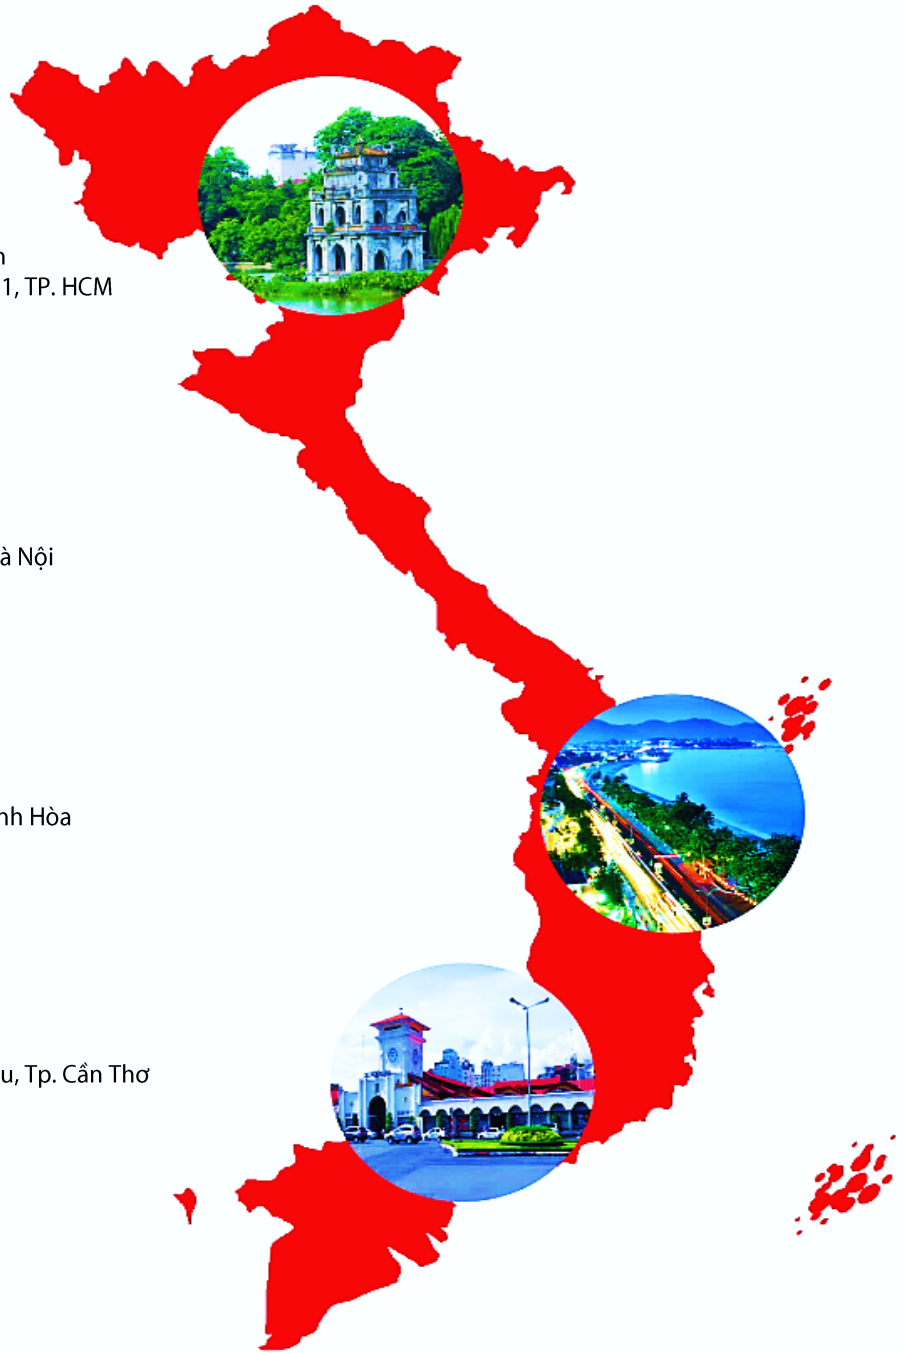 n
1, TP. HCM
à Nội
nh Hòa
u, Tp. Cần Thơ